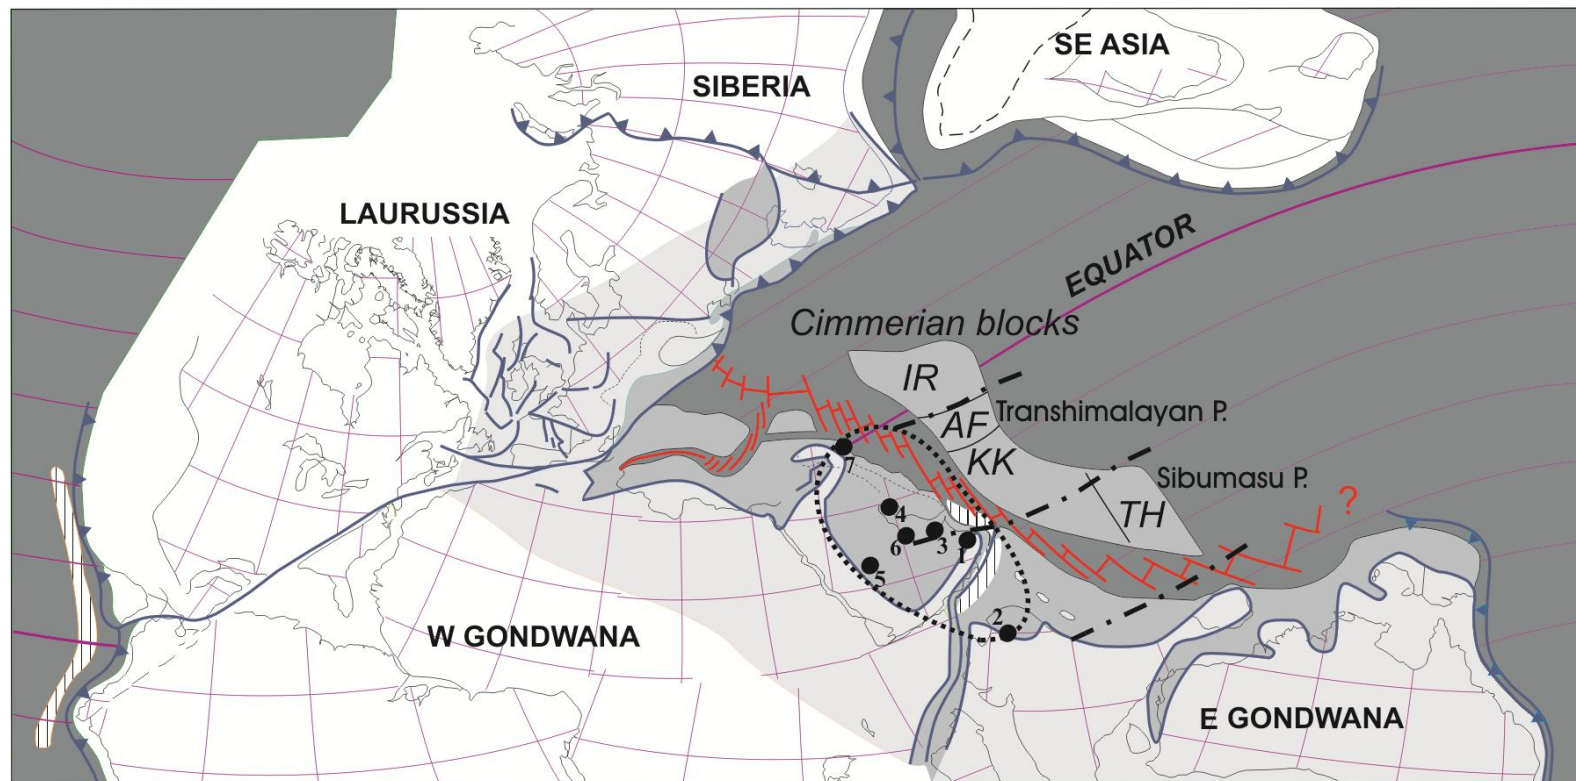 SE ASIA
SIBERIA
LAURUSSIA
EQUATOR
Cimmerian blocks
IR
AF
Transhimalayan P.
KK
7
Sibumasu P.
TH
?
4
6
3
1
5
2
W GONDWANA
E GONDWANA